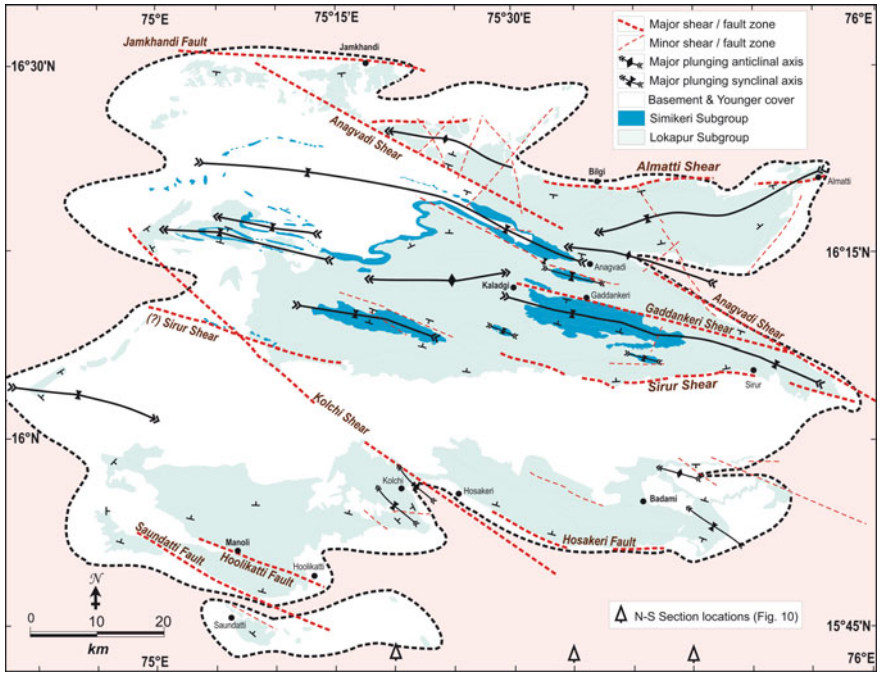 75°E
75°15'E
75°30'E
76°E
Major shear / fault zone
Minor shear / fault zone
Major plunging anticlinal axis
Major plunging synclinal axis
Basement & Younger cover
Simikeri Subgroup
Lokapur Subgroup
Jamkhandi Fault
Jamkhandi
16°30'N
Anagvadi Shear
Bilgi
Almatti Shear
Almatti
16°15'N
Anagvadi
Kaladgi
Gaddankeri
Gaddankeri Shear
Anagvadi Shear
(?) Sirur Shear
Sirur Shear
Sirur
Kolchi Shear
16°N
Kolchi
Hosakeri
Badami
Hosakeri Fault
Saundatti Fault
Manoli
Hoolikatti Fault
Hoolikatti
N
0 10 20
km
Saundatti
N-S Section locations (Fig. 10)
15°45'N
75°E
76°E